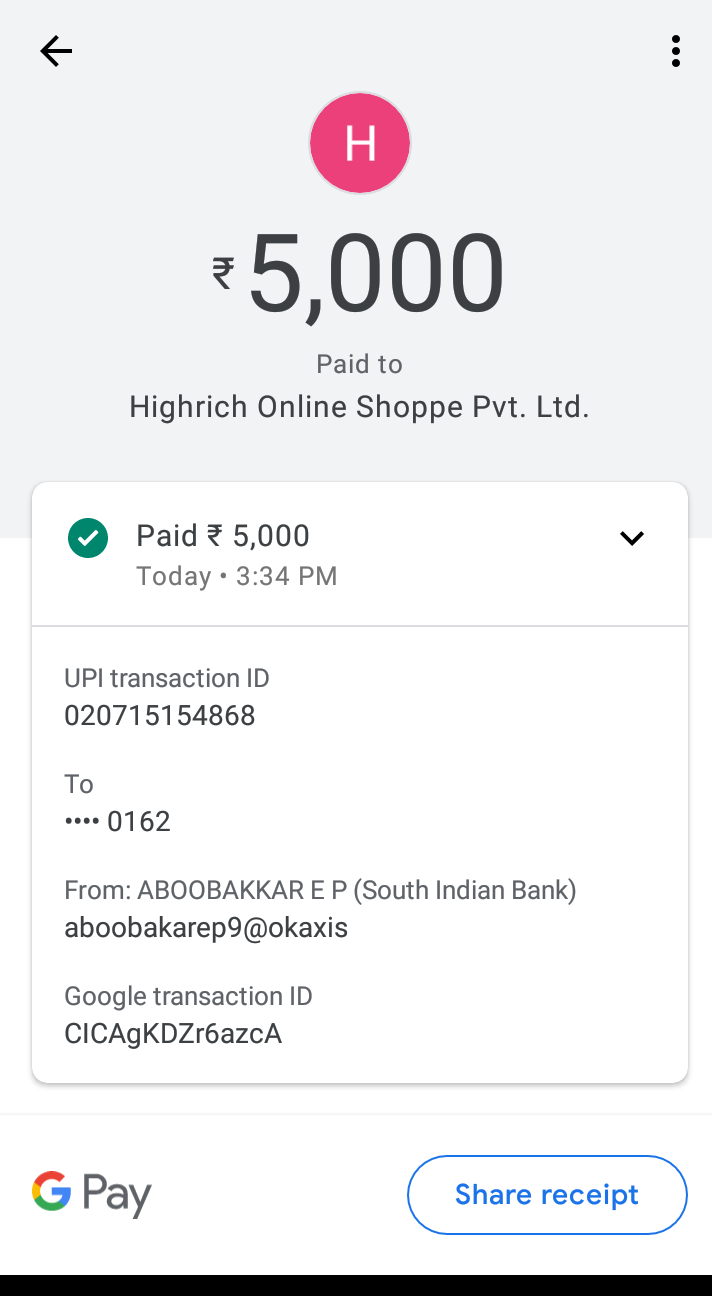 H
₹5,000
Paid to
Highrich Online Shoppe Pvt. Ltd.
Paid ₹ 5,000
Today • 3:34 PM
UPI transaction ID
020715154868
To
•••• 0162
From: ABOOBAKKAR E P (South Indian Bank)
aboobakarep9@okaxis
Google transaction ID
CICAgKDZr6azcA
G Pay
Share receipt